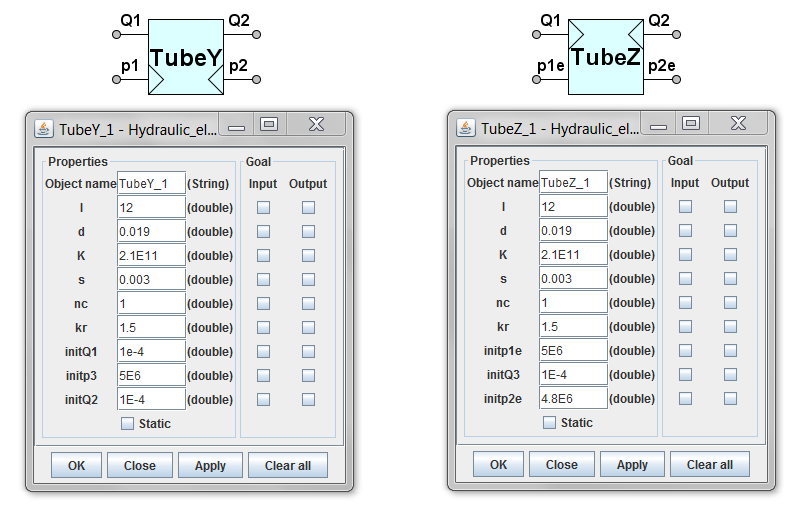 Q1 Q2
TubeY
p1 p2
Q1 Q2
TubeZ
p1e p2e
TubeY_1 - Hydraulic_el...
Properties Goal
Object name TubeY_1 (String) Input Output
l 12 (double)
d 0.019 (double)
K 2.1E11 (double)
s 0.003 (double)
nc 1 (double)
kr 1.5 (double)
initQ1 1e-4 (double)
initp3 5E6 (double)
initQ2 1E-4 (double)
Static
OK Close Apply Clear all
TubeZ_1 - Hydraulic_el...
Properties Goal
Object name TubeZ_1 (String) Input Output
l 12 (double)
d 0.019 (double)
K 2.1E11 (double)
s 0.003 (double)
nc 1 (double)
kr 1.5 (double)
initp1e 5E6 (double)
initQ3 1E-4 (double)
initp2e 4.8E6 (double)
Static
OK Close Apply Clear all